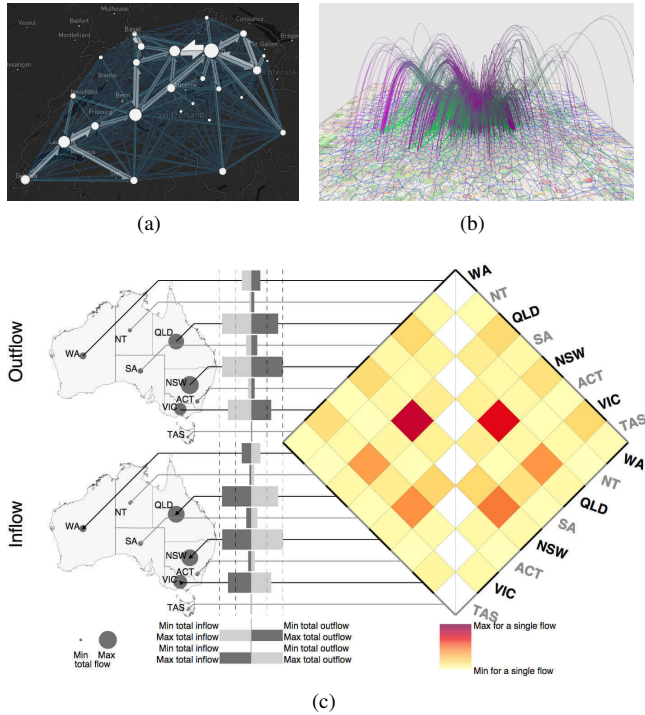 Mulhouse
Vesoul
Belfort
Basel
Constance
Montbéliard
St Gallen
Besançon
Bienne
Neuchâtel
Bern
Fribourg
Switzerland
(a)
(b)
Outflow
WA
NT
QLD
SA
NSW
ACT
VIC
TAS
WA
NT
QLD
SA
NSW
ACT
VIC
TAS
Inflow
WA
NT
QLD
SA
NSW
ACT
VIC
TAS
WA
NT
QLD
SA
NSW
ACT
VIC
TAS
Min Max
total flow
Min total inflow Min total outflow
Max total inflow Max total outflow
Min total inflow Min total outflow
Max total inflow Max total outflow
Max for a single flow
Min for a single flow
(c)